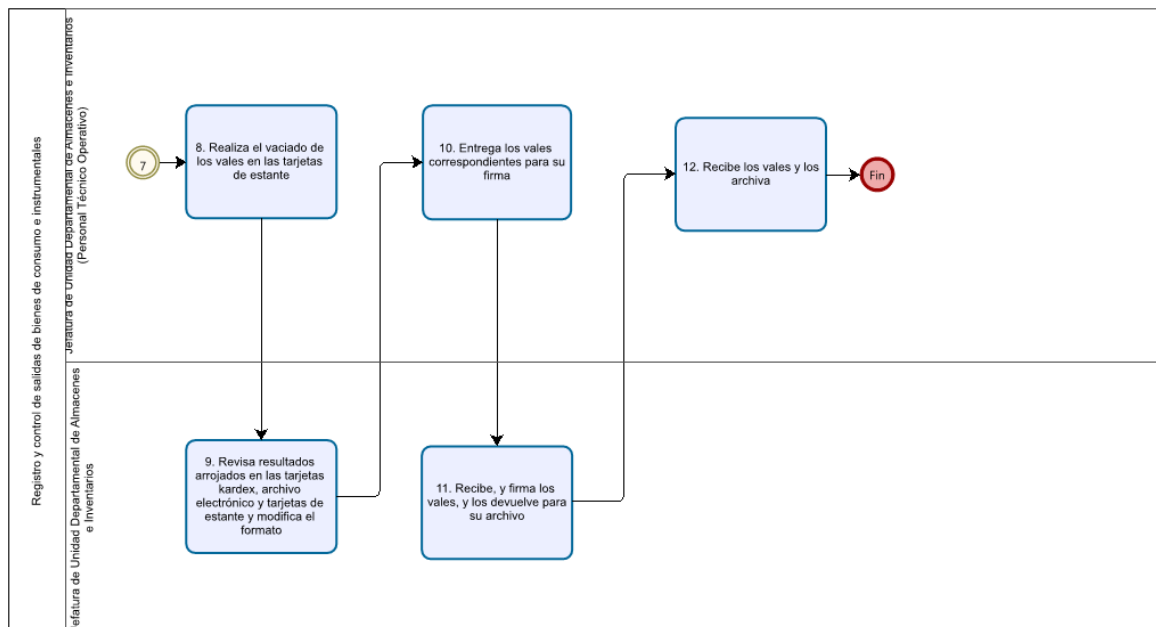 Registro y control de salidas de bienes de consumo e instrumentales
Jefatura de Unidad Departamental de Almacenes e Inventarios
(Personal Técnico Operativo)
7
8. Realiza el vaciado de
los vales en las tarjetas
de estante
10. Entrega los vales
correspondientes para su
firma
12. Recibe los vales y los
archiva
Fin
Jefatura de Unidad Departamental de Almacenes
e Inventarios
9. Revisa resultados
arrojados en las tarjetas
kardex, archivo
electrónico y tarjetas de
estante y modifica el
formato
11. Recibe, y firma los
vales, y los devuelve para
su archivo